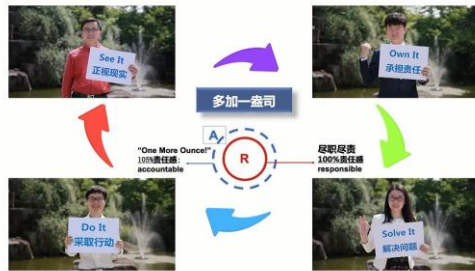 See It
正视现实
Own It
承担责任
多加一盎司
A
R
"One More Ounce!"
105%责任感:
accountable
尽职尽责
100%责任感
responsible
Do It
采取行动
Solve It
解决问题